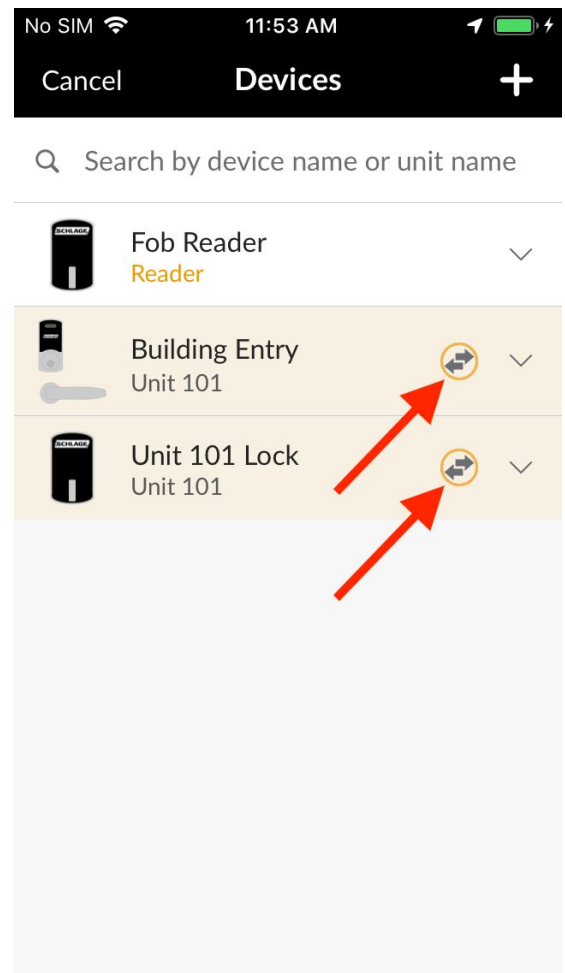 No SIM 11:53 AM
Cancel Devices +
Search by device name or unit name
SCHLAGE
Fob Reader
Reader
Building Entry
Unit 101
SCHLAGE
Unit 101 Lock
Unit 101